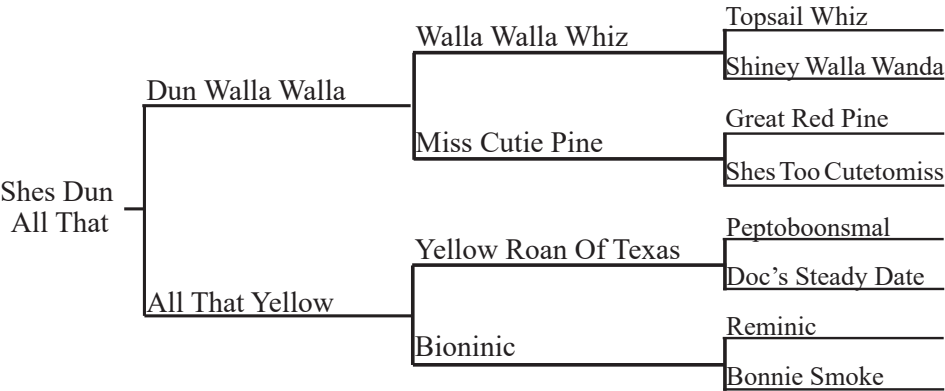 Topsail Whiz
Walla Walla Whiz
Shiney Walla Wanda
Dun Walla Walla
Great Red Pine
Miss Cutie Pine
Shes Too Cutetomiss
Shes Dun
All That
Peptoboonsmal
Yellow Roan Of Texas
Doc's Steady Date
All That Yellow
Reminic
Bioninic
Bonnie Smoke